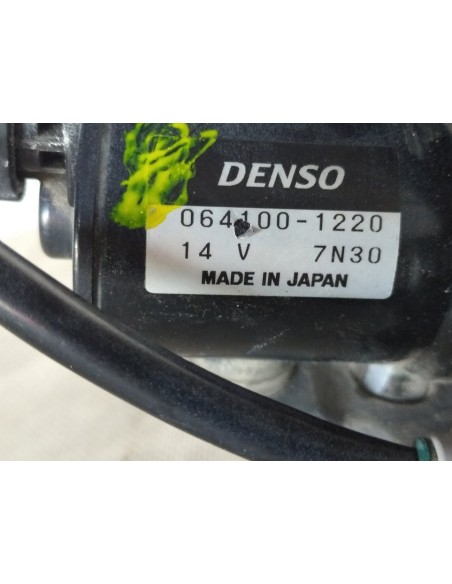 DENSO
064100-1220
14 V 7N30
MADE IN JAPAN